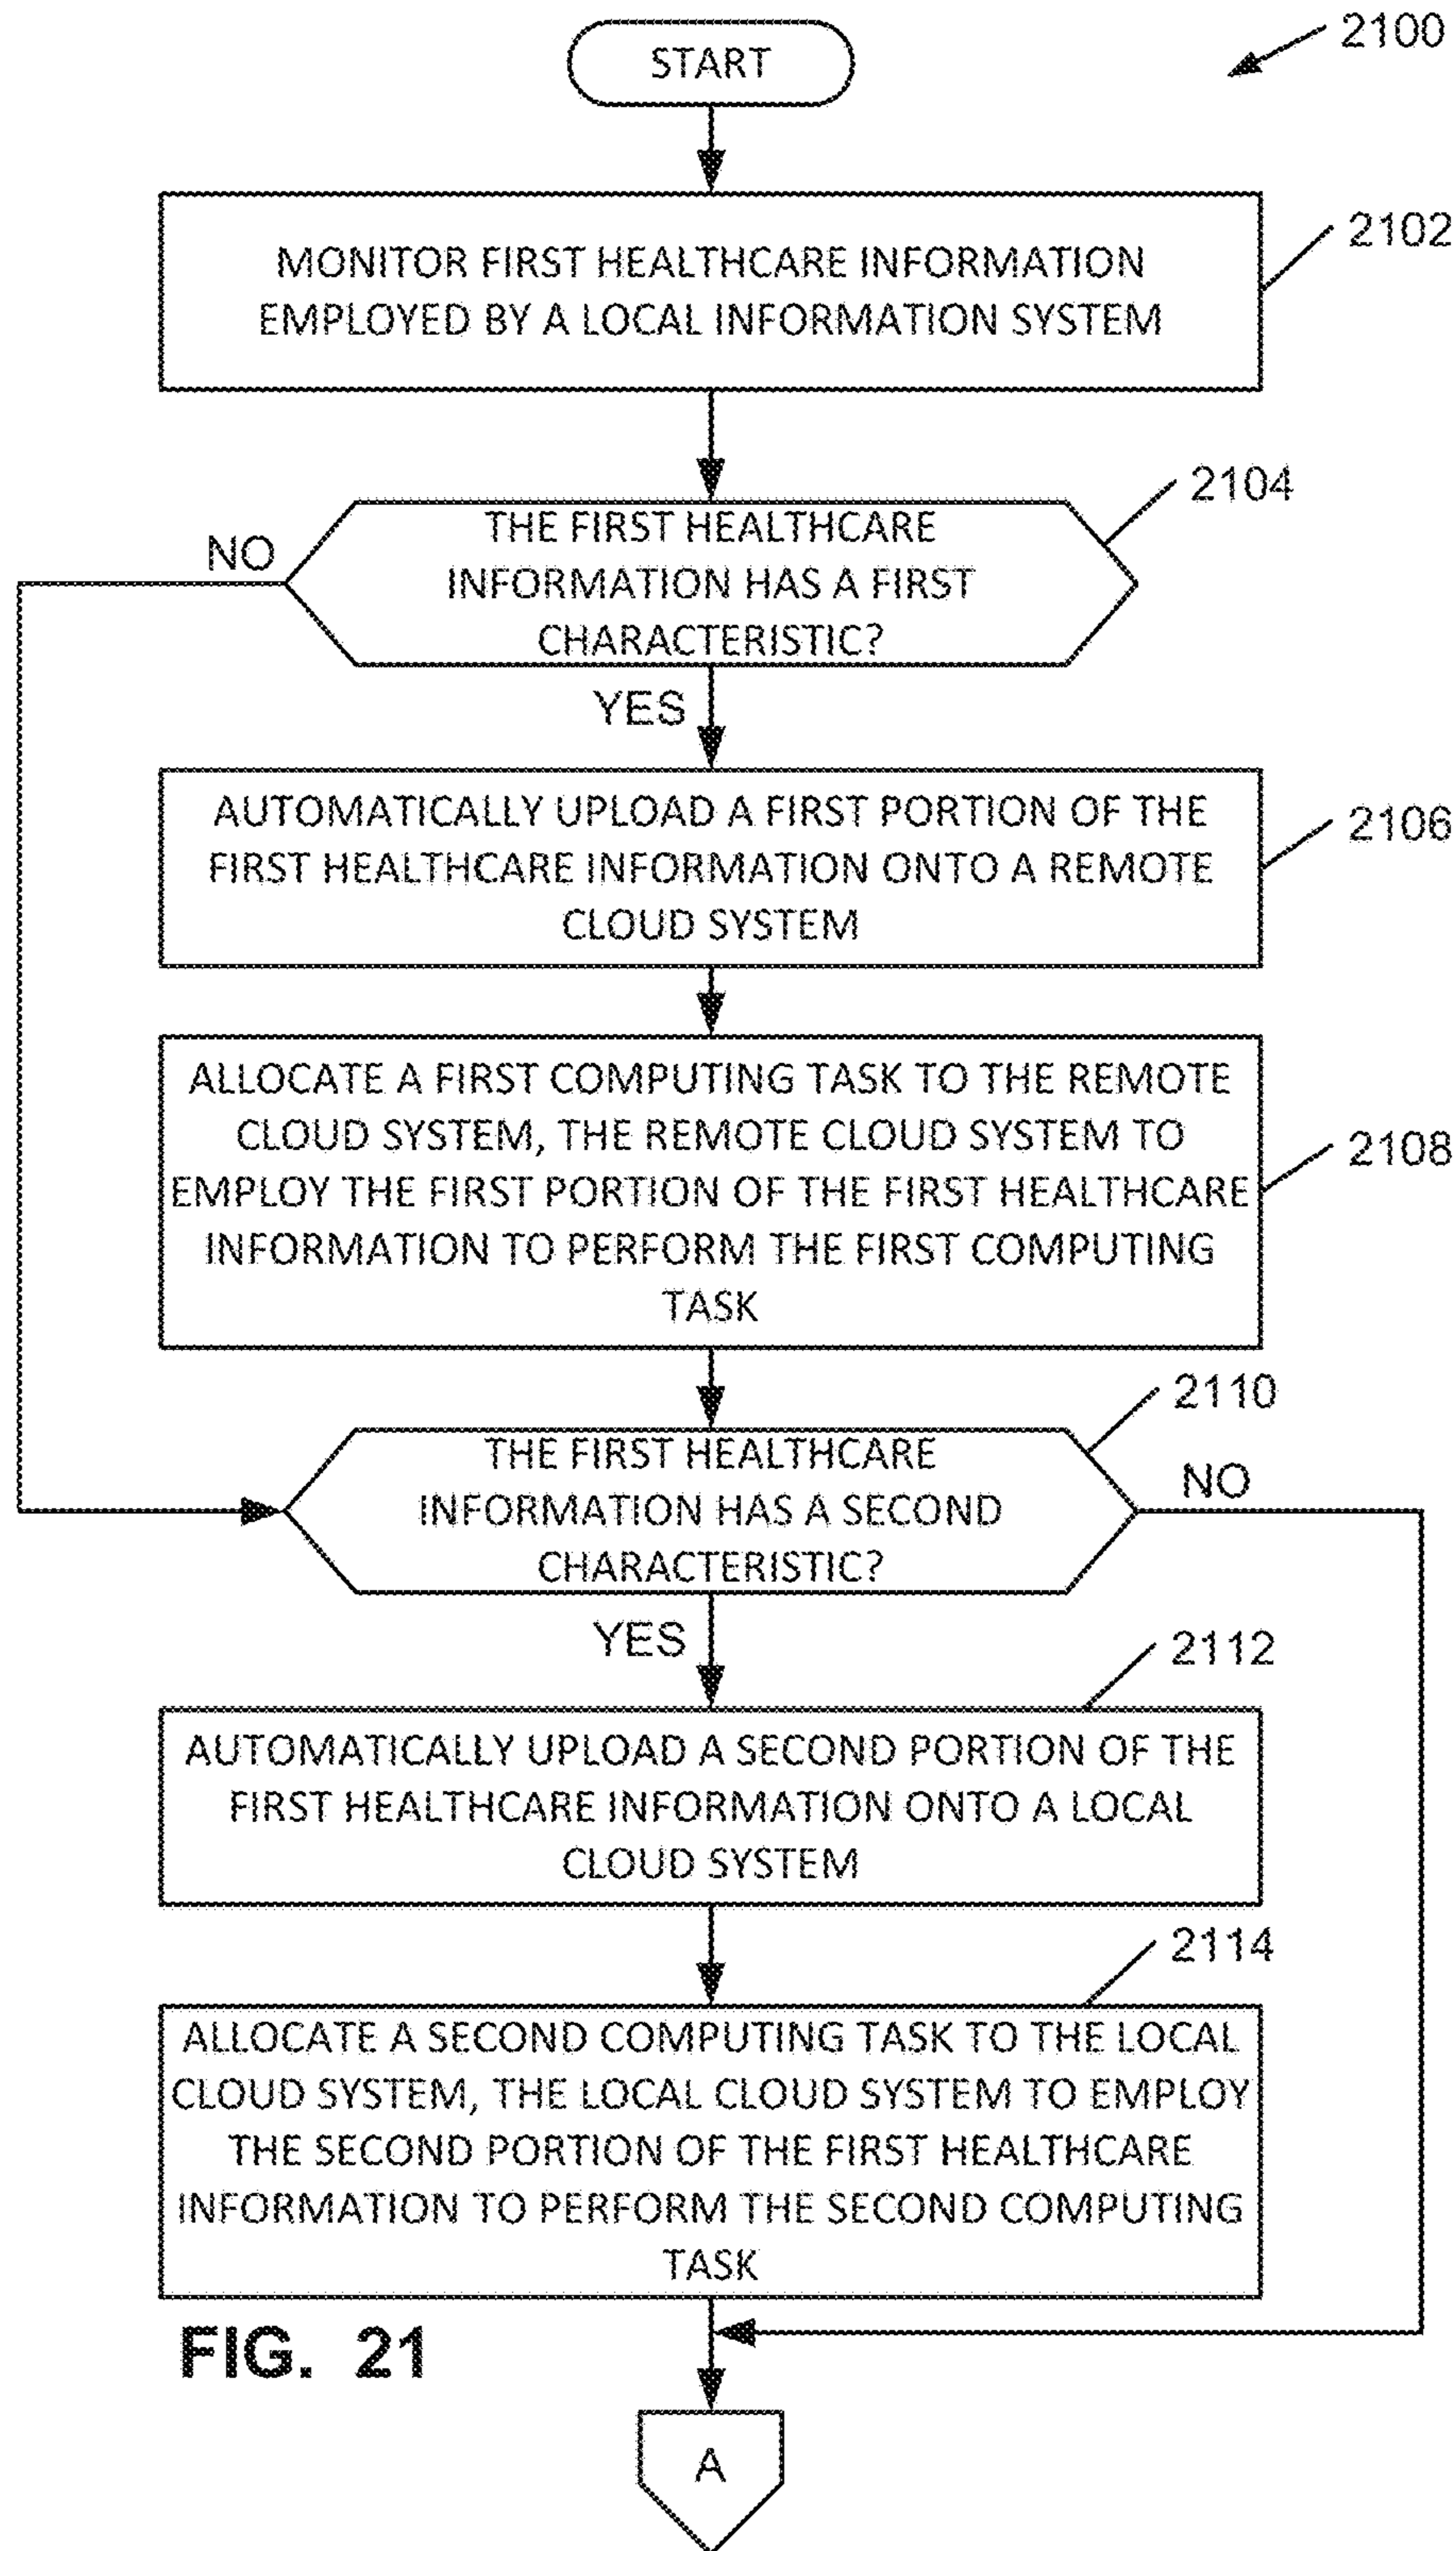 START
2100
MONITOR FIRST HEALTHCARE INFORMATION
EMPLOYED BY A LOCAL INFORMATION SYSTEM
2102
2104
THE FIRST HEALTHCARE
INFORMATION HAS A FIRST
CHARACTERISTIC?
NO
YES
AUTOMATICALLY UPLOAD A FIRST PORTION OF THE
FIRST HEALTHCARE INFORMATION ONTO A REMOTE
CLOUD SYSTEM
2106
ALLOCATE A FIRST COMPUTING TASK TO THE REMOTE
CLOUD SYSTEM, THE REMOTE CLOUD SYSTEM TO
EMPLOY THE FIRST PORTION OF THE FIRST HEALTHCARE
INFORMATION TO PERFORM THE FIRST COMPUTING
TASK
2108
2110
THE FIRST HEALTHCARE
INFORMATION HAS A SECOND
CHARACTERISTIC?
NO
YES
2112
AUTOMATICALLY UPLOAD A SECOND PORTION OF THE
FIRST HEALTHCARE INFORMATION ONTO A LOCAL
CLOUD SYSTEM
2114
ALLOCATE A SECOND COMPUTING TASK TO THE LOCAL
CLOUD SYSTEM, THE LOCAL CLOUD SYSTEM TO EMPLOY
THE SECOND PORTION OF THE FIRST HEALTHCARE
INFORMATION TO PERFORM THE SECOND COMPUTING
TASK
FIG. 21
A